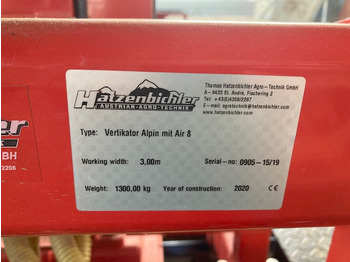 Hatzenbichler
AUSTRIAN-AGRO-TECHNIK
Thomas Hatzenbichler Agro - Technik GmbH
A - 9433 St. Andrä, Fischering 2
Tel. +43(0)4358/2287
E-mail: agrotechnik@hatzenbichler.com
www.hatzenbichler.com
Type: Vertikator Alpin mit Air 8
Working width: 3,00m
Serial-no: 0905-15/19
Weight: 1300,00 kg
Year of construction: 2020 CE
ler
BH